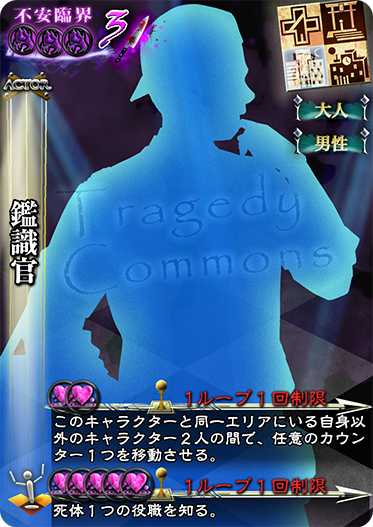 不安臨界
3
ACTOR
大人
男性
鑑識官
Tragedy
Commons
1ループ1回制限
このキャラクターと同一エリアにいる自身以
外のキャラクター2人の間で、任意のカウン
ター1つを移動させる。
1ループ1回制限
死体1つの役職を知る。